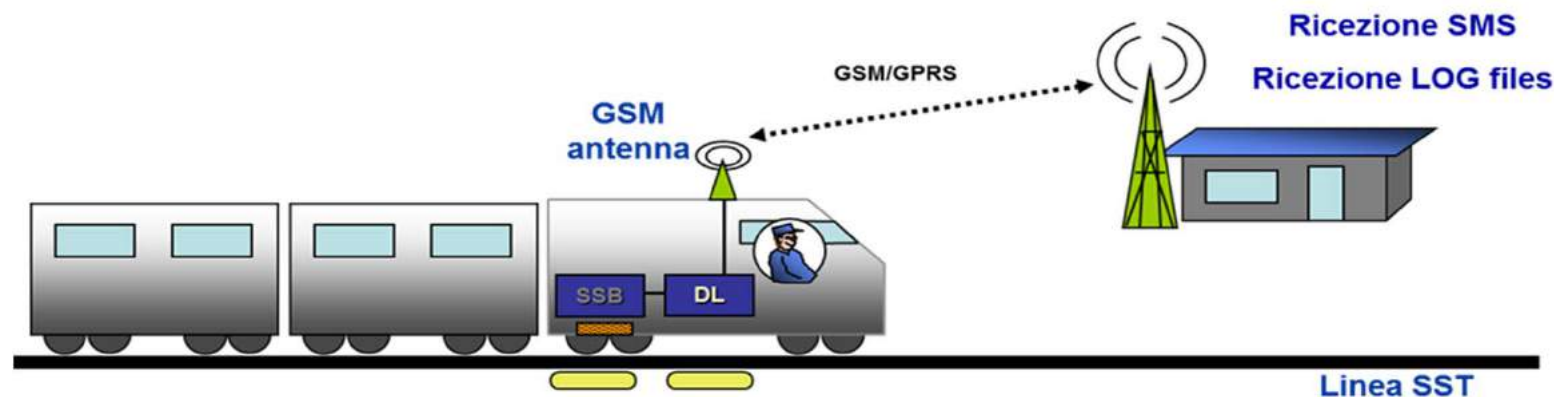 Ricezione SMS
GSM/GPRS
Ricezione LOG files
GSM
antenna
SSB
DL
Linea SST